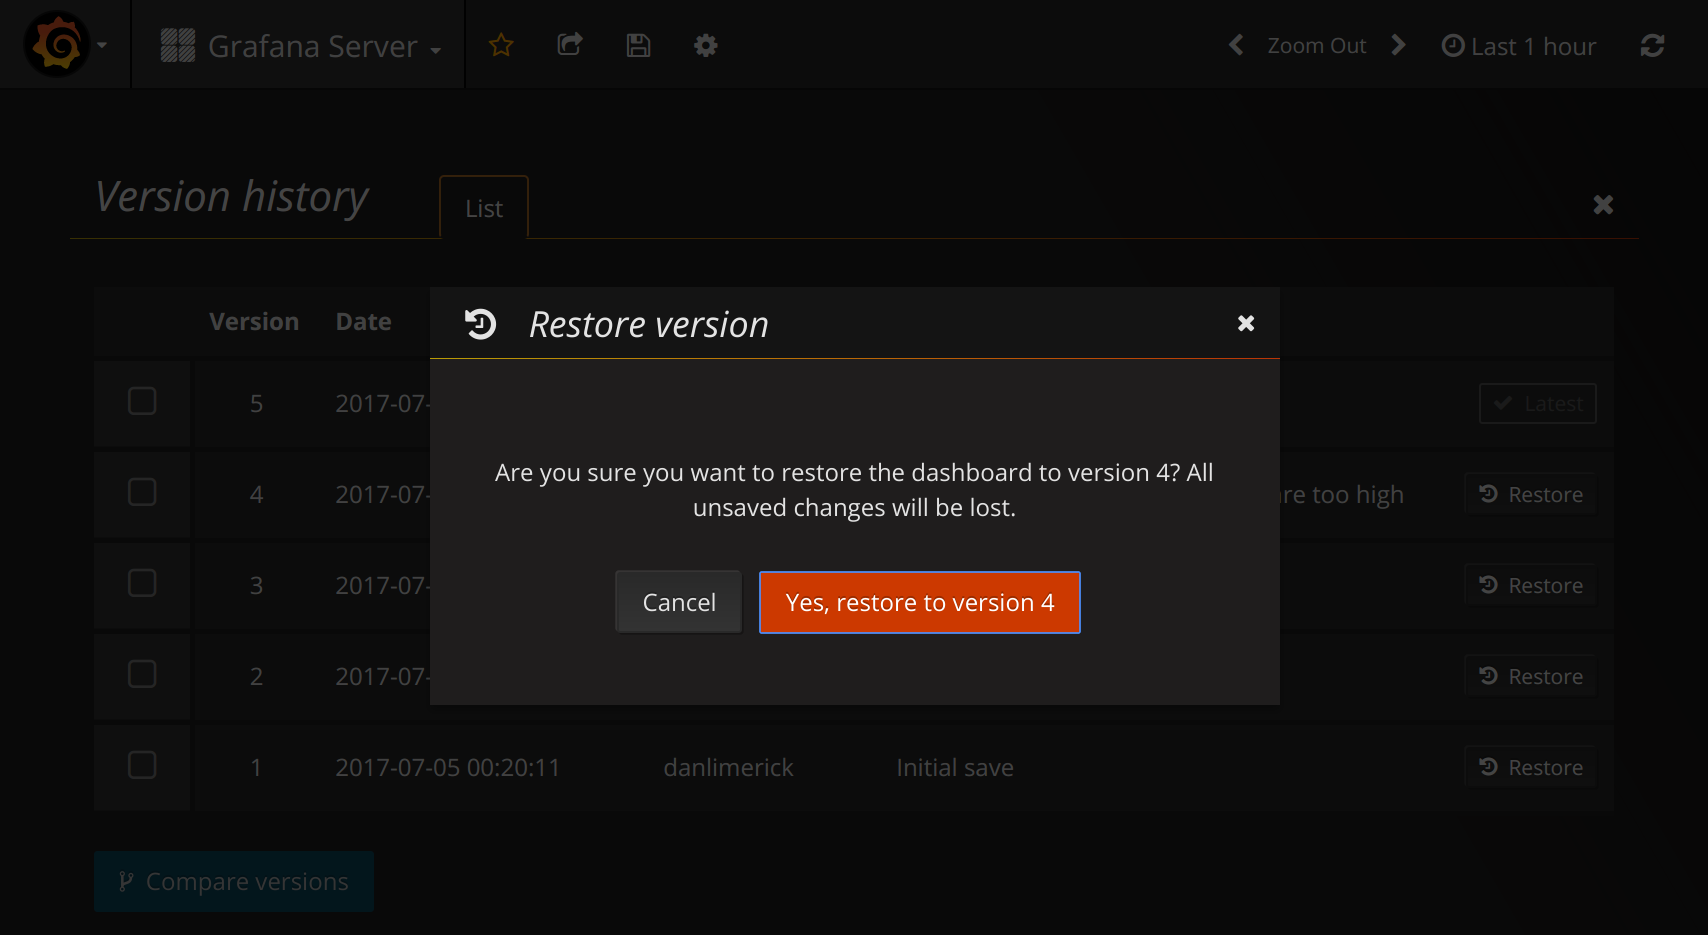 Grafana Server
Zoom Out
Last 1 hour
Version history
List
Version Date
Restore version
5 2017-07- Latest
Are you sure you want to restore the dashboard to version 4? All
unsaved changes will be lost.
4 2017-07- too high Restore
Cancel Yes, restore to version 4
3 2017-07- Restore
2 2017-07- Restore
1 2017-07-05 00:20:11 danlimerick Initial save Restore
Compare versions